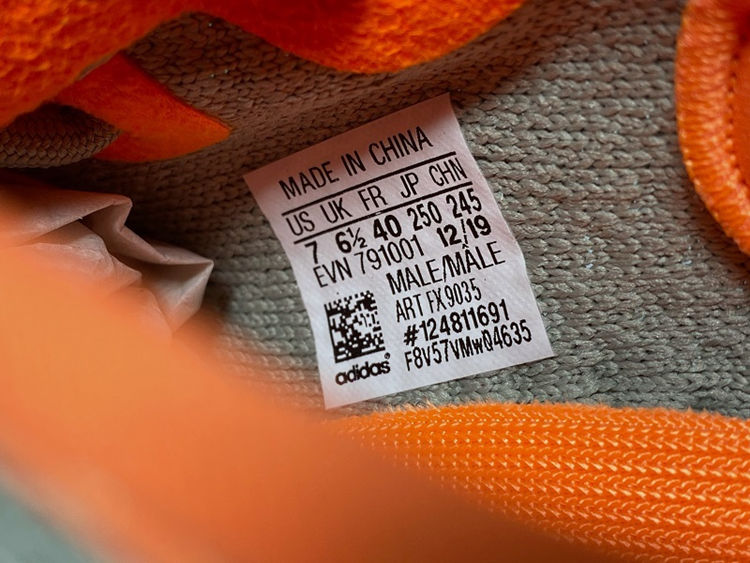 MADE IN CHINA
US UK FR JP CHN
7 6½ 40 250 245
EVN 791001 12/19
MALE/MÂLE
ART FX9035
#124811691
F8V57VMwQ4635
adidas®